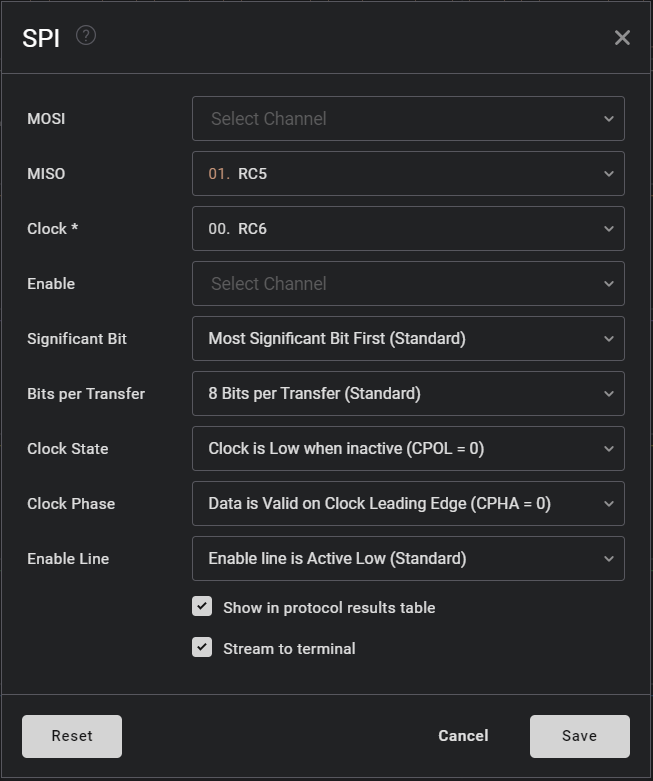 SPI ?
MOSI Select Channel
MISO 01. RC5
Clock * 00. RC6
Enable Select Channel
Significant Bit Most Significant Bit First (Standard)
Bits per Transfer 8 Bits per Transfer (Standard)
Clock State Clock is Low when inactive (CPOL = 0)
Clock Phase Data is Valid on Clock Leading Edge (CPHA = 0)
Enable Line Enable line is Active Low (Standard)
Show in protocol results table
Stream to terminal
Reset Cancel Save